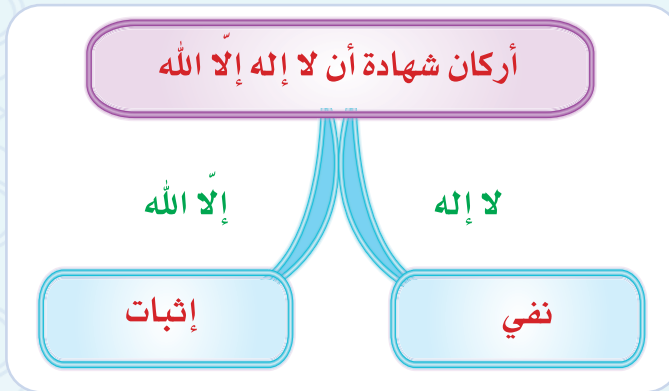 أركان شهادة أن لا إله إلّا الله
لا إله
إلّا الله
نفي
إثبات